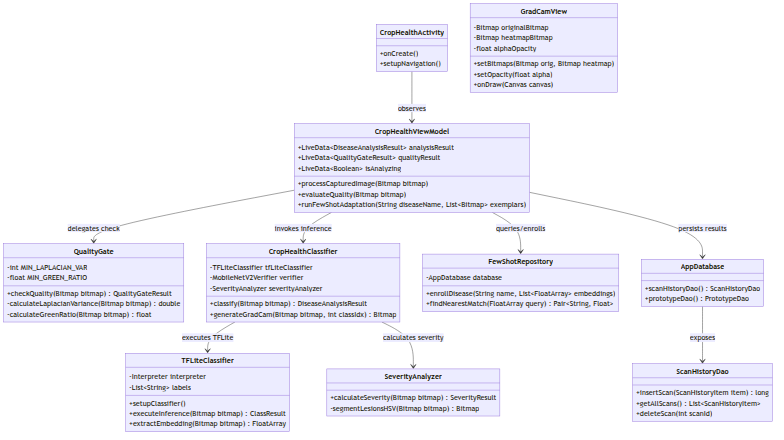 GradCamView
-Bitmap originalBitmap
-Bitmap heatmapBitmap
-float alphaOpacity
+setBitmaps(Bitmap orig, Bitmap heatmap)
+setOpacity(float alpha)
+onDraw(Canvas canvas)
CropHealthActivity
+onCreate()
+setupNavigation()
observes
CropHealthViewModel
+LiveData<DiseaseAnalysisResult> analysisResult
+LiveData<QualityGateResult> qualityResult
+LiveData<Boolean> isAnalyzing
+processCapturedImage(Bitmap bitmap)
+evaluateQuality(Bitmap bitmap)
+runFewShotAdaptation(String diseaseName, List<Bitmap> exemplars)
delegates check
invokes inference
queries/enrolls
persists results
QualityGate
-int MIN_LAPLACIAN_VAR
-float MIN_GREEN_RATIO
+checkQuality(Bitmap bitmap) : QualityGateResult
-calculateLaplacianVariance(Bitmap bitmap) : double
-calculateGreenRatio(Bitmap bitmap) : float
CropHealthClassifier
-TFLiteClassifier tfLiteClassifier
-MobileNetV2Verifier verifier
-SeverityAnalyzer severityAnalyzer
+classify(Bitmap bitmap) : DiseaseAnalysisResult
+generateGradCam(Bitmap bitmap, int classIdx) : Bitmap
FewShotRepository
-AppDatabase database
+enrollDisease(String name, List<FloatArray> embeddings)
+findNearestMatch(FloatArray query) : Pair<String, Float>
AppDatabase
+scanHistoryDao() : ScanHistoryDao
+prototypeDao() : PrototypeDao
executes TFLite
calculates severity
exposes
TFLiteClassifier
-Interpreter interpreter
-List<String> labels
+setupClassifier()
+executeInference(Bitmap bitmap) : ClassResult
+extractEmbedding(Bitmap bitmap) : FloatArray
SeverityAnalyzer
+calculateSeverity(Bitmap bitmap) : SeverityResult
-segmentLesionsHSV(Bitmap bitmap) : Bitmap
ScanHistoryDao
+insertScan(ScanHistoryItem item) : long
+getAllScans() : List<ScanHistoryItem>
+deleteScan(int scanId)